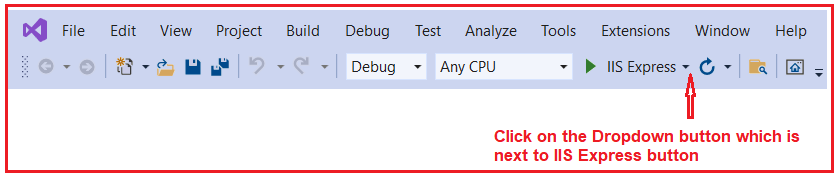 File Edit View Project Build Debug Test Analyze Tools Extensions Window Help
Debug Any CPU IIS Express
Click on the Dropdown button which is
next to IIS Express button